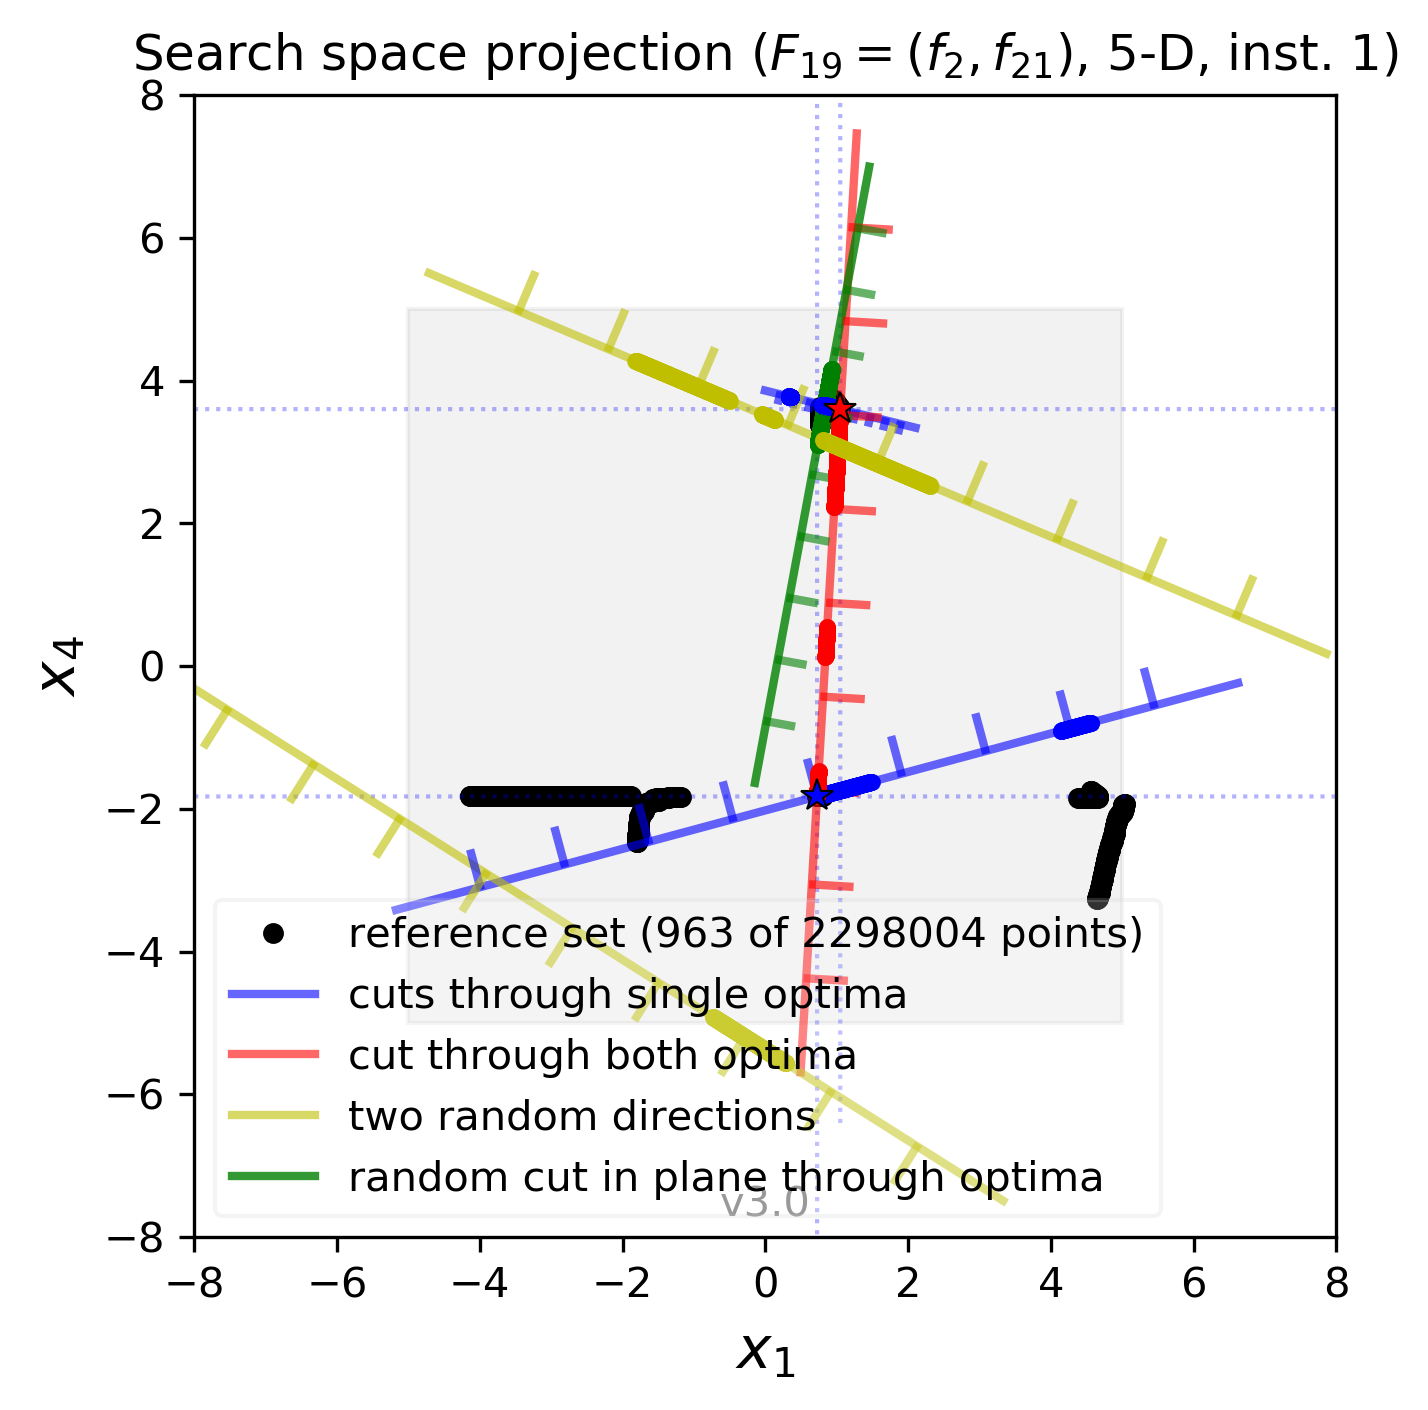 Search space projection (F₁₉ = (f₂, f₂₁), 5-D, inst. 1)
8
6
4
2
0
−2
−4
−6
−8
x₄
reference set (963 of 2298004 points)
cuts through single optima
cut through both optima
two random directions
random cut in plane through optima
v3.0
−8 −6 −4 −2 0 2 4 6 8
x₁